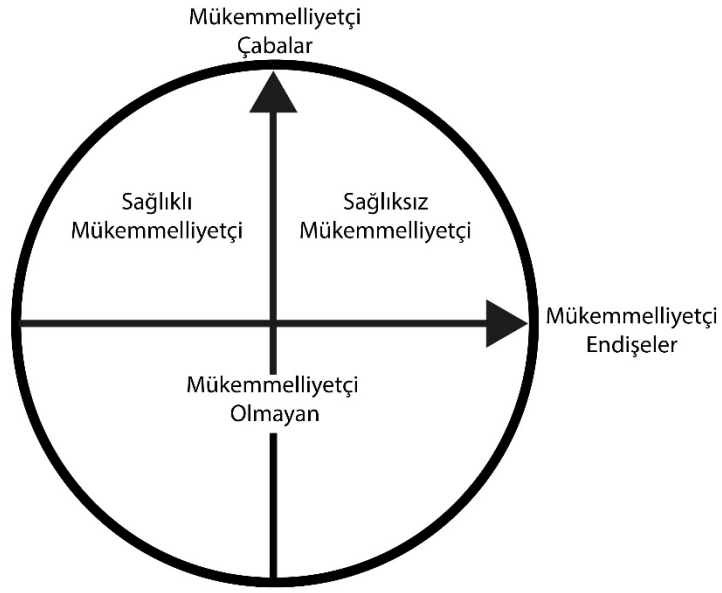 Mükemmelliyetçi
Çabalar
Sağlıklı
Mükemmelliyetçi
Sağlıksız
Mükemmelliyetçi
Mükemmelliyetçi
Endişeler
Mükemmelliyetçi
Olmayan